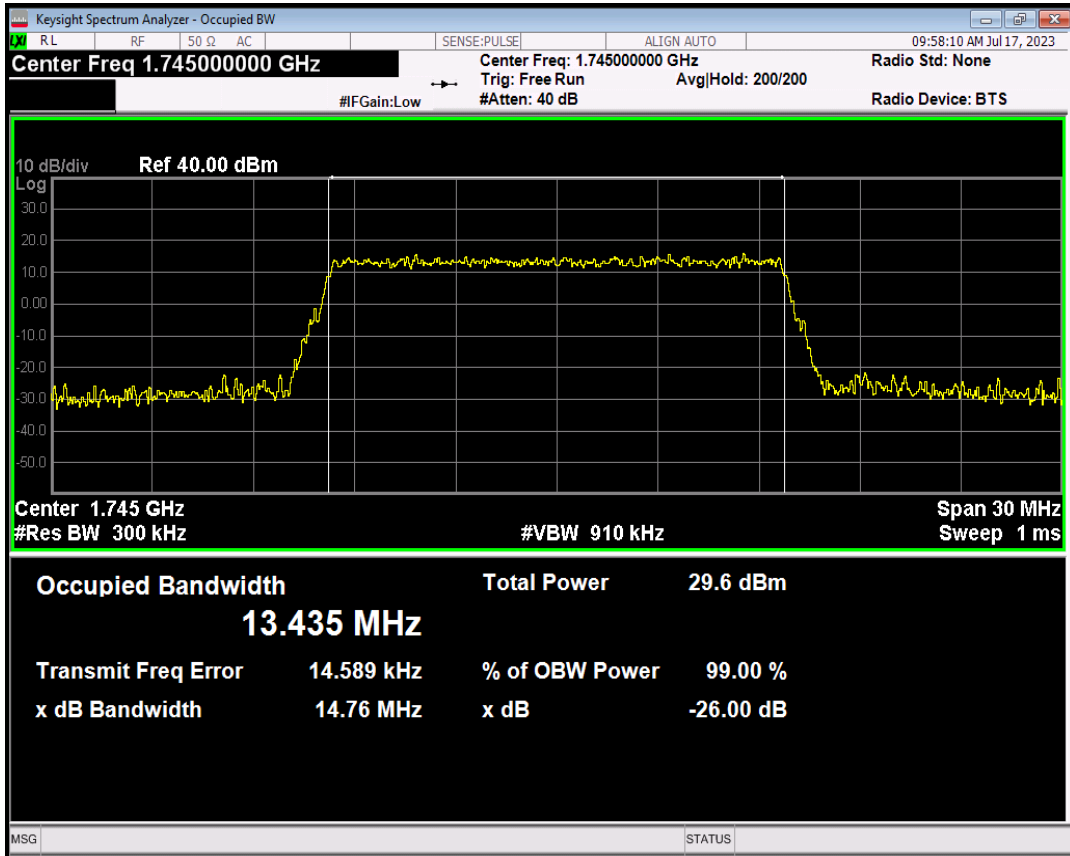 Keysight Spectrum Analyzer - Occupied BW
LXI RL RF 50 Ω AC SENSE:PULSE ALIGN AUTO 09:58:10 AM Jul 17, 2023
Center Freq 1.745000000 GHz Center Freq: 1.745000000 GHz Radio Std: None
Trig: Free Run Avg|Hold: 200/200
#IFGain:Low #Atten: 40 dB Radio Device: BTS
10 dB/div Ref 40.00 dBm
Log
30.0
20.0
10.0
0.00
-10.0
-20.0
-30.0
-40.0
-50.0
Center 1.745 GHz Span 30 MHz
#Res BW 300 kHz #VBW 910 kHz Sweep 1 ms
Occupied Bandwidth Total Power 29.6 dBm
13.435 MHz
Transmit Freq Error 14.589 kHz % of OBW Power 99.00 %
x dB Bandwidth 14.76 MHz x dB -26.00 dB
MSG STATUS